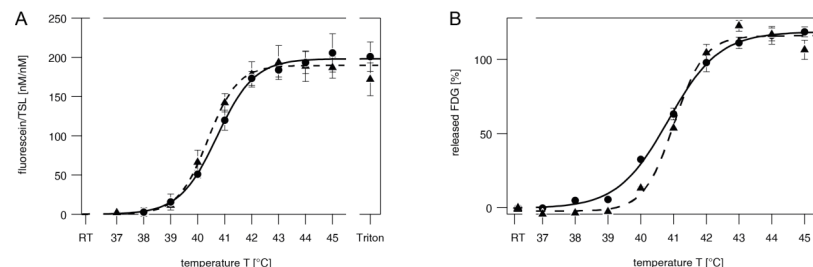 A
fluorescein/TSL [nM/nM]
250
200
150
100
50
0
RT 37 38 39 40 41 42 43 44 45 Triton
temperature T [°C]
B
released FDG [%]
100
50
0
RT 37 38 39 40 41 42 43 44 45
temperature T [°C]